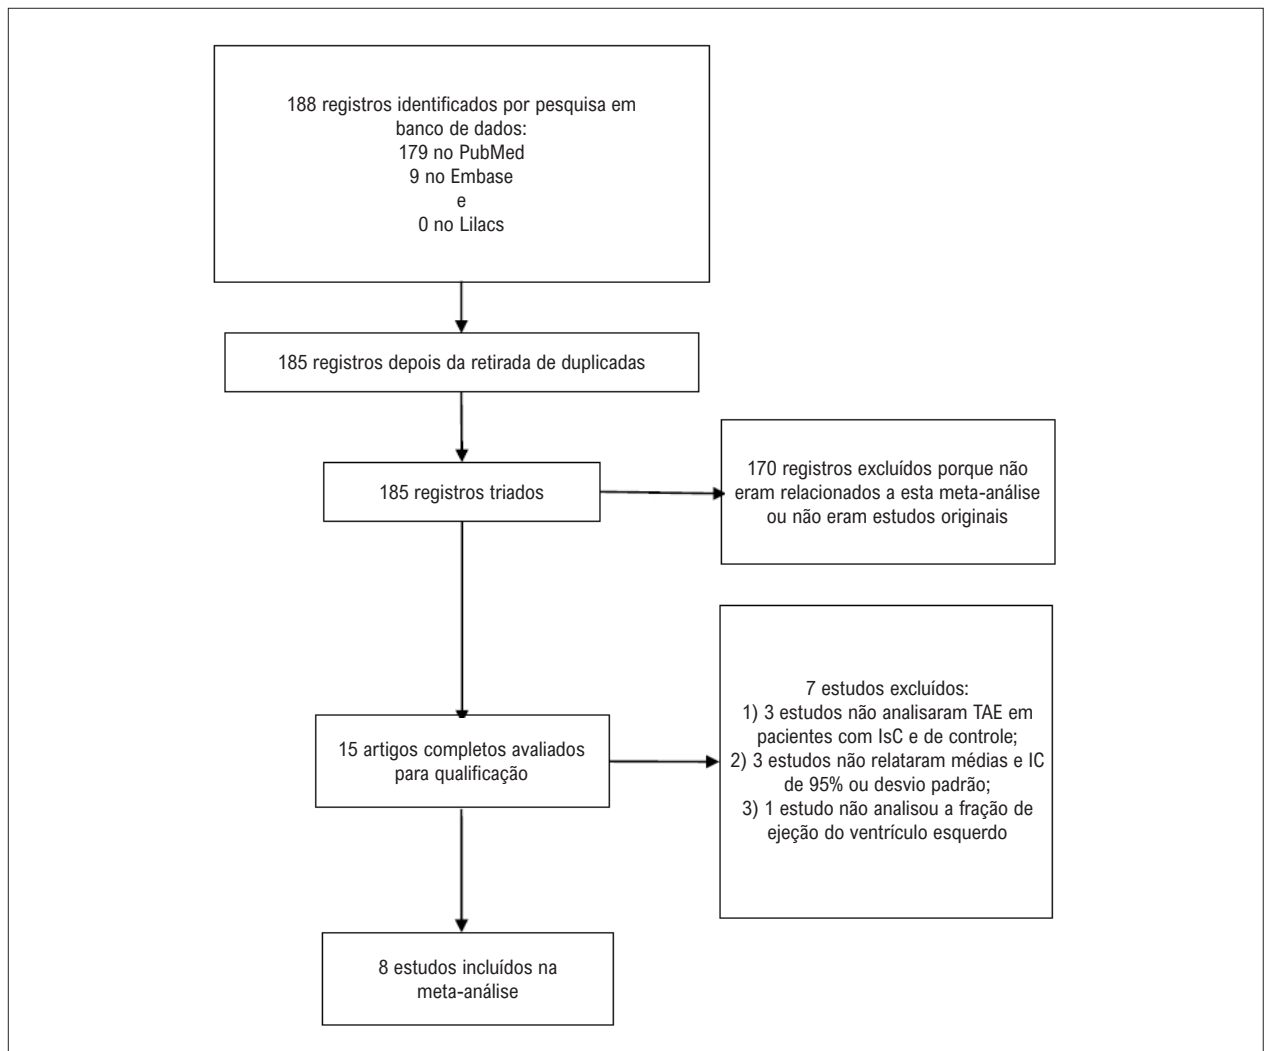 188 registros identificados por pesquisa em
banco de dados:
179 no PubMed
9 no Embase
e
0 no Lilacs
185 registros depois da retirada de duplicadas
185 registros triados
170 registros excluídos porque não
eram relacionados a esta meta-análise
ou não eram estudos originais
15 artigos completos avaliados
para qualificação
7 estudos excluídos:
1) 3 estudos não analisaram TAE em
pacientes com IsC e de controle;
2) 3 estudos não relataram médias e IC
de 95% ou desvio padrão;
3) 1 estudo não analisou a fração de
ejeção do ventrículo esquerdo
8 estudos incluídos na
meta-análise